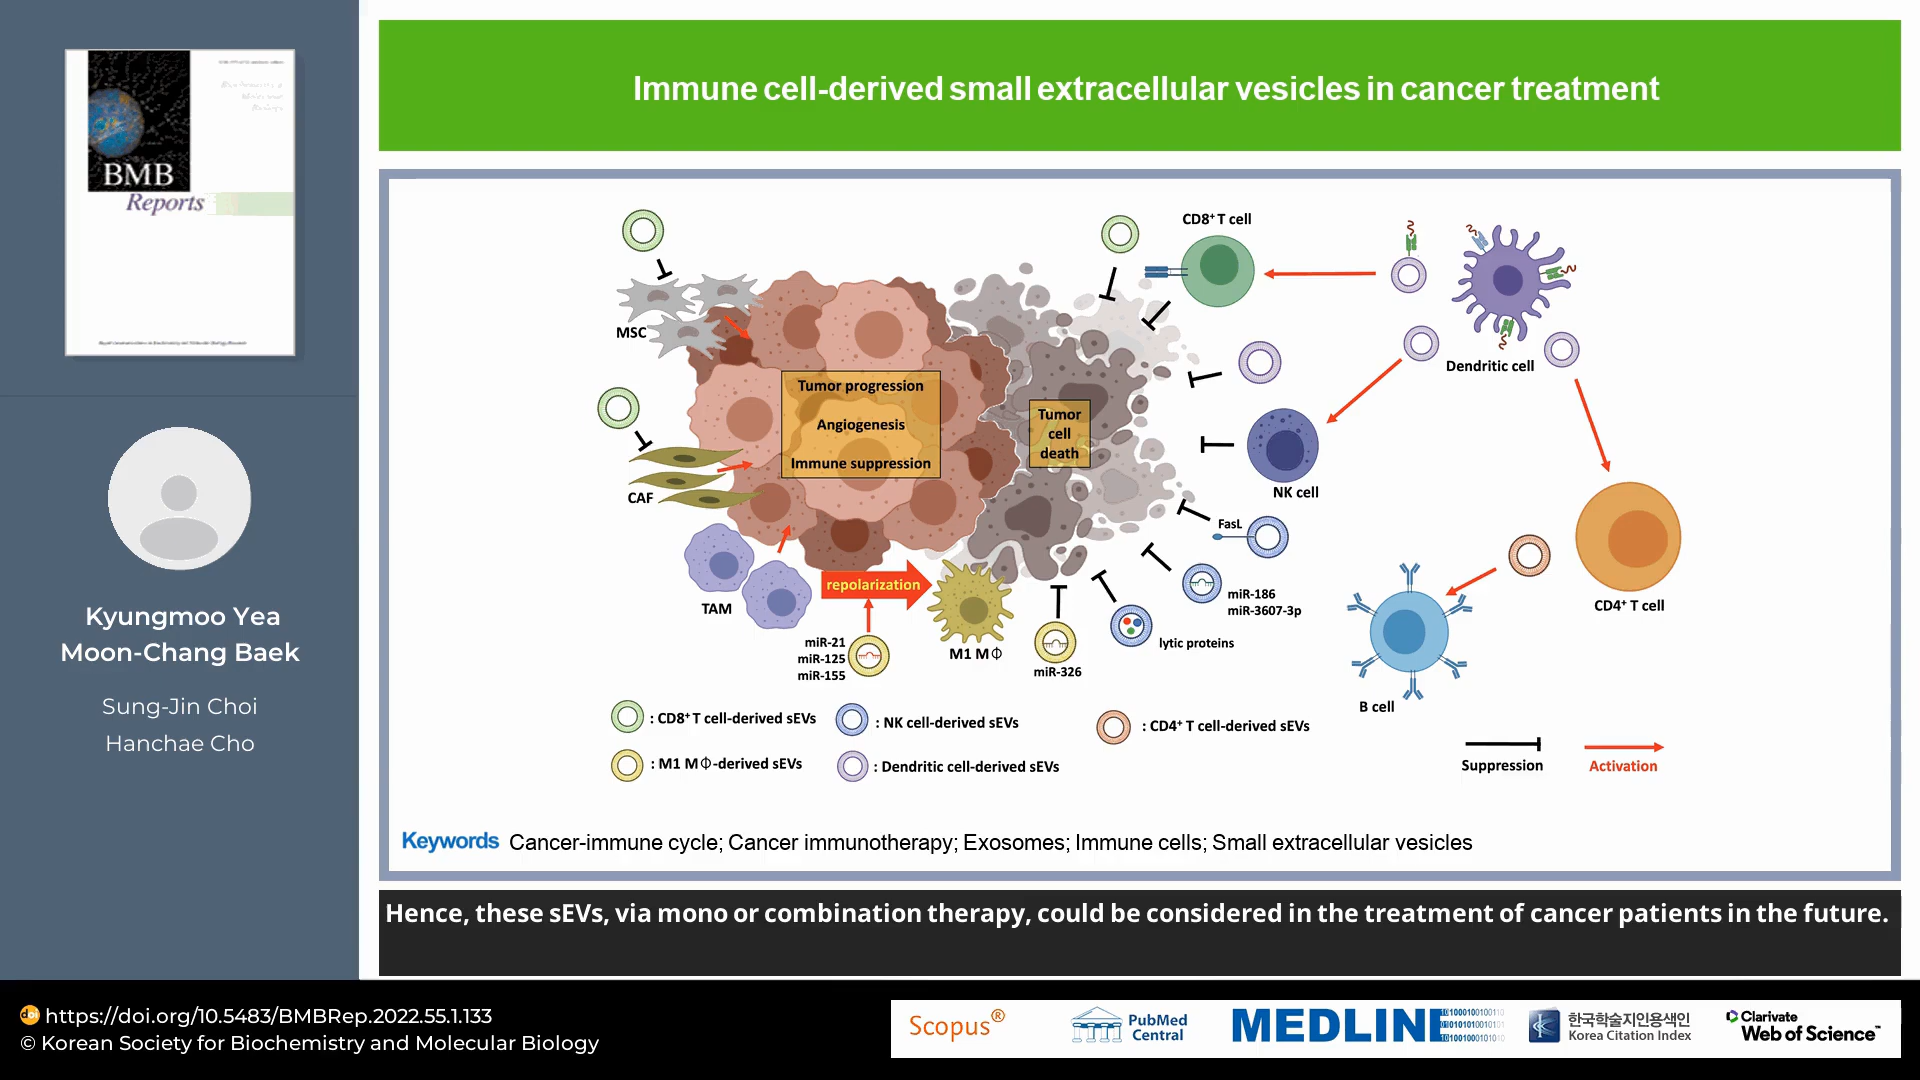 BMB
Reports
Kyungmoo Yea
Moon-Chang Baek
Sung-Jin Choi
Hanchae Cho
Immune cell-derived small extracellular vesicles in cancer treatment
CD8⁺ T cell
MSC
Dendritic cell
Tumor progression
Angiogenesis
Immune suppression
Tumor
cell
death
CAF
NK cell
FasL
TAM
repolarization
miR-186
miR-3607-3p
CD4⁺ T cell
miR-21
miR-125
miR-155
M1 MΦ
lytic proteins
miR-326
B cell
: CD8⁺ T cell-derived sEVs
: NK cell-derived sEVs
: CD4⁺ T cell-derived sEVs
: M1 MΦ-derived sEVs
: Dendritic cell-derived sEVs
Suppression
Activation
Keywords Cancer-immune cycle; Cancer immunotherapy; Exosomes; Immune cells; Small extracellular vesicles
Hence, these sEVs, via mono or combination therapy, could be considered in the treatment of cancer patients in the future.
doi https://doi.org/10.5483/BMBRep.2022.55.1.133
© Korean Society for Biochemistry and Molecular Biology
Scopus®
PubMed
Central
MEDLINE
한국학술지인용색인
Korea Citation Index
Clarivate
Web of Science™